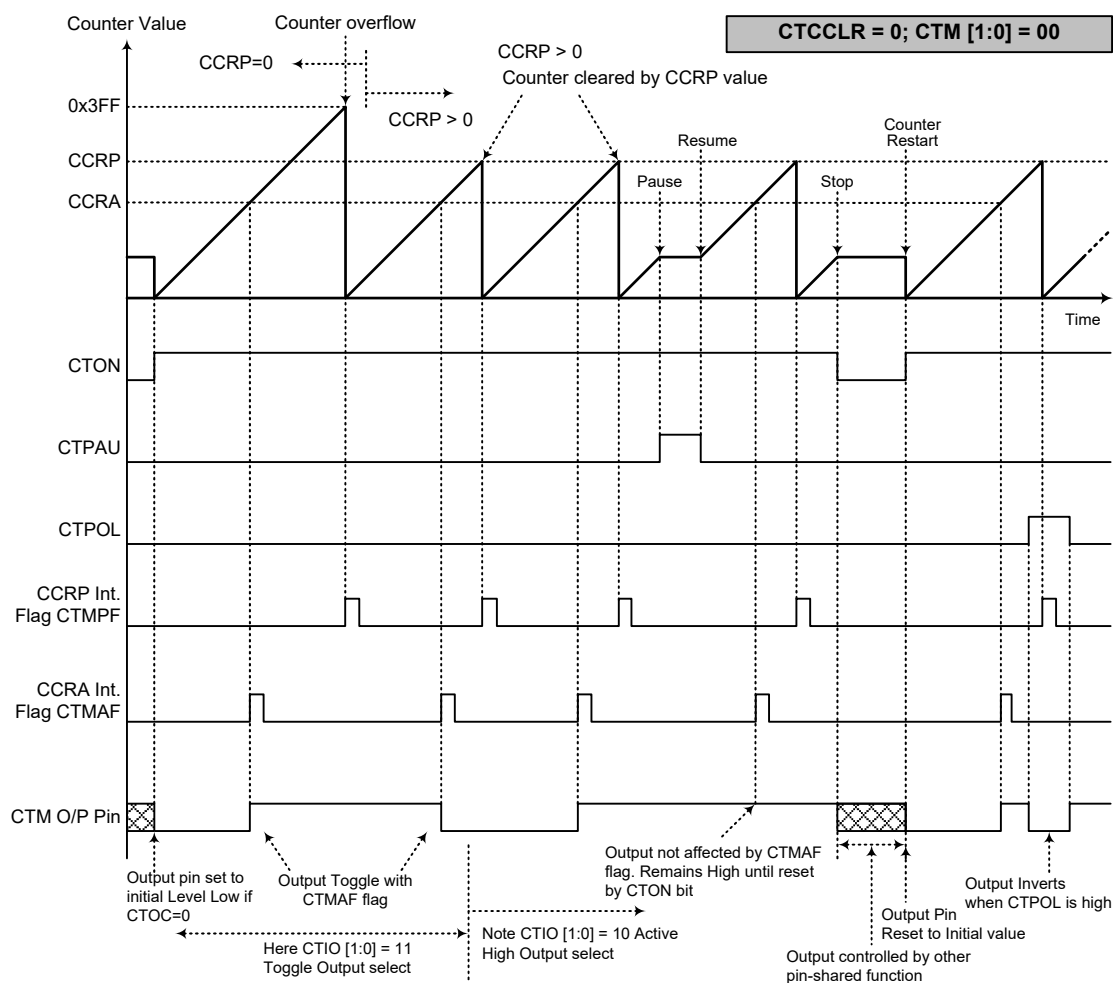 Counter Value
Counter overflow
CTCCLR = 0; CTM [1:0] = 00
CCRP=0
CCRP > 0
CCRP > 0
Counter cleared by CCRP value
0x3FF
CCRP
CCRA
Pause
Resume
Stop
Counter
Restart
Time
CTON
CTPAU
CTPOL
CCRP Int.
Flag CTMPF
CCRA Int.
Flag CTMAF
CTM O/P Pin
Output pin set to
initial Level Low if
CTOC=0
Output Toggle with
CTMAF flag
Here CTIO [1:0] = 11
Toggle Output select
Note CTIO [1:0] = 10 Active
High Output select
Output not affected by CTMAF
flag. Remains High until reset
by CTON bit
Output controlled by other
pin-shared function
Output Pin
Reset to Initial value
Output Inverts
when CTPOL is high